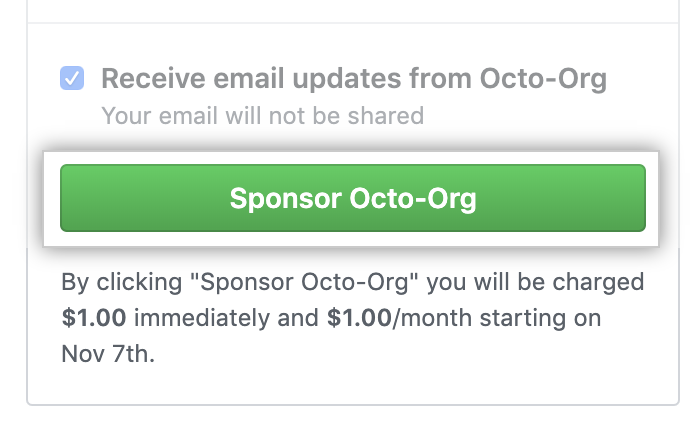 Receive email updates from Octo-Org
Your email will not be shared
Sponsor Octo-Org
By clicking "Sponsor Octo-Org" you will be charged
$1.00 immediately and $1.00/month starting on
Nov 7th.